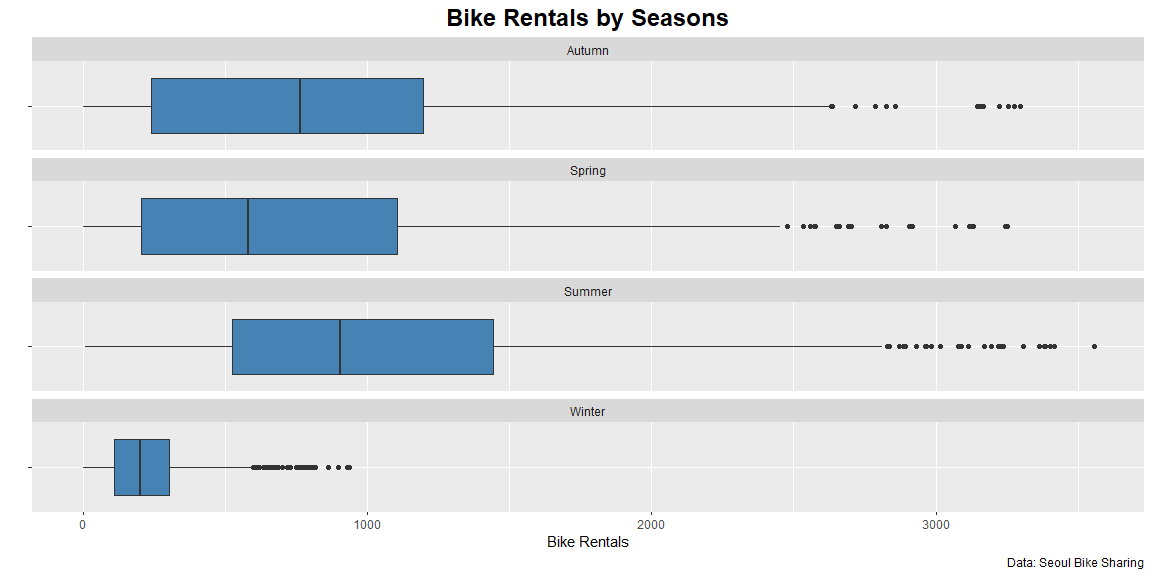 Bike Rentals by Seasons
Autumn
Spring
Summer
Winter
0 1000 2000 3000
Bike Rentals
Data: Seoul Bike Sharing